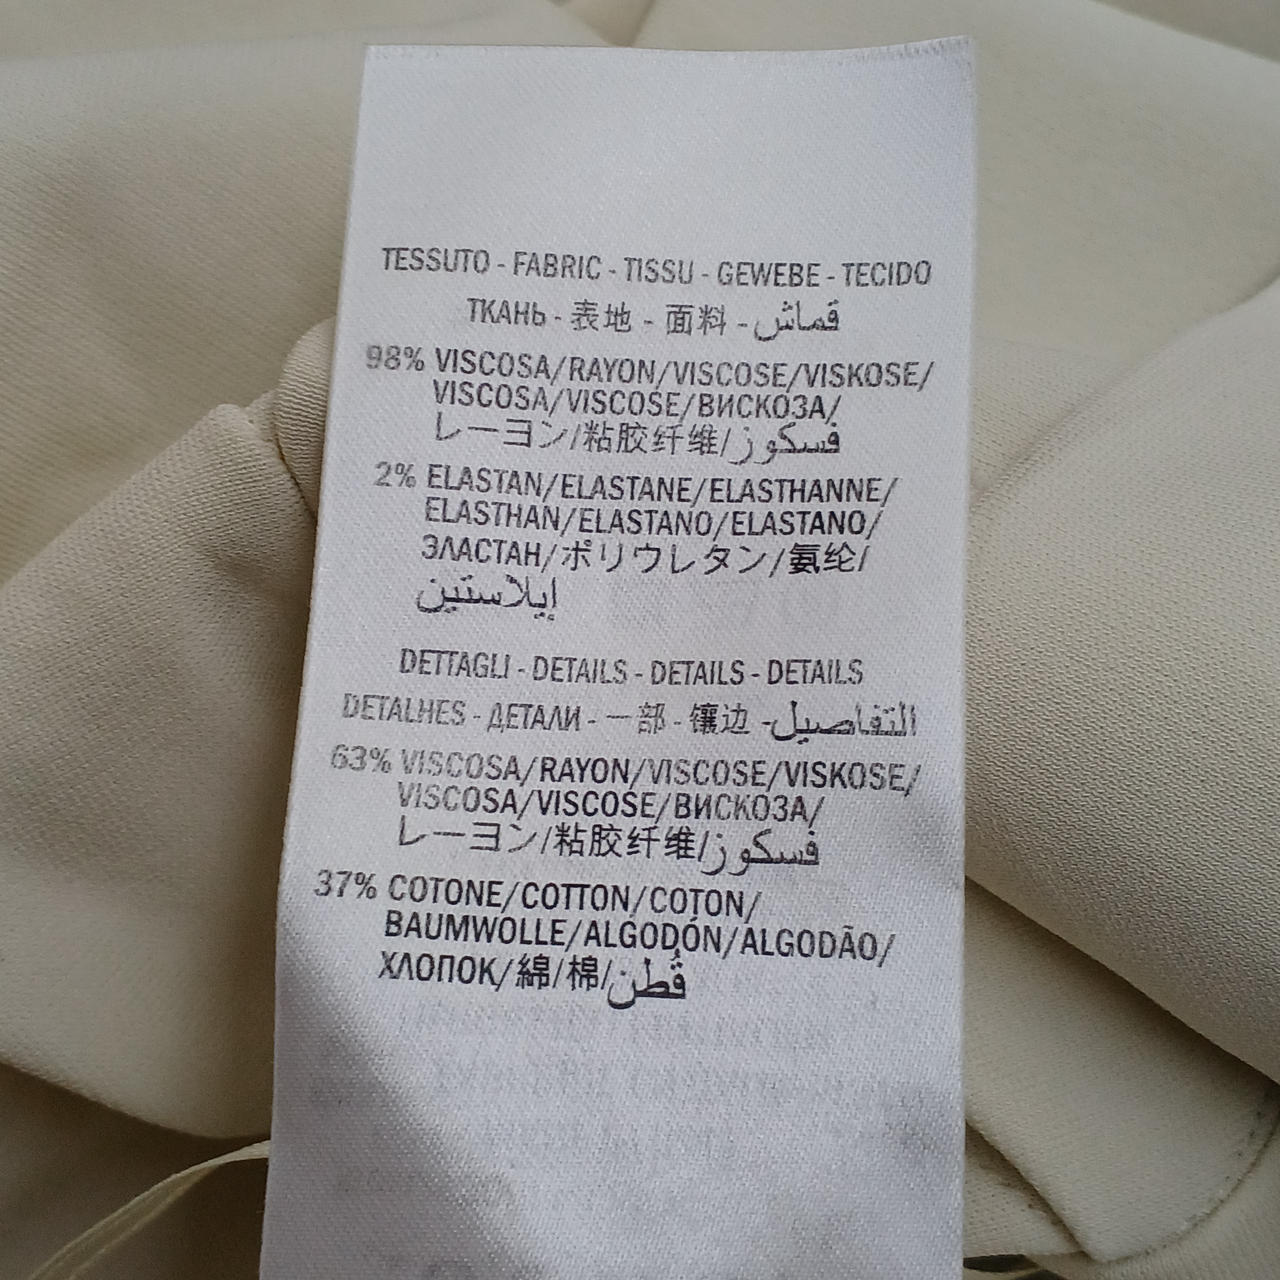 TESSUTO - FABRIC - TISSU - GEWEBE - TECIDO
ТКАНЬ - 表地 - 面料 - قماش
98% VISCOSA/RAYON/VISCOSE/VISKOSE/
VISCOSA/VISCOSE/ВИСКОЗА/
レーヨン/粘胶纤维/فسكوز
2% ELASTAN/ELASTANE/ELASTHANNE/
ELASTHAN/ELASTANO/ELASTANO/
ЭЛАСТАН/ポリウレタン/氨纶/
إيلاستين
DETTAGLI - DETAILS - DETAILS - DETAILS
DETALHES - ДЕТАЛИ - 一部 - 镶边 - التفاصيل
63% VISCOSA/RAYON/VISCOSE/VISKOSE/
VISCOSA/VISCOSE/ВИСКОЗА/
レーヨン/粘胶纤维/فسكوز
37% COTONE/COTTON/COTON/
BAUMWOLLE/ALGODÓN/ALGODÃO/
ХЛОПОК/綿/棉/قُطن